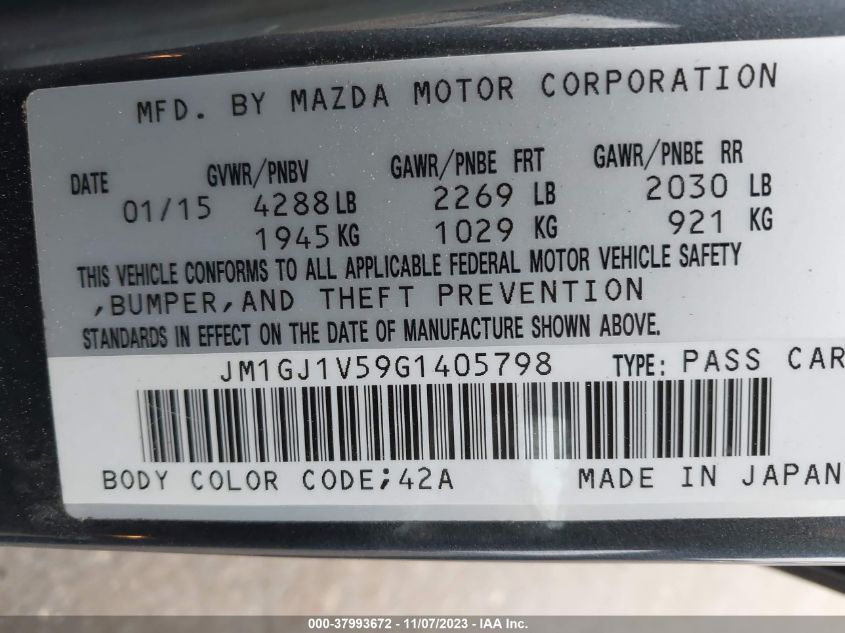 MFD. BY MAZDA MOTOR CORPORATION
DATE GVWR/PNBV GAWR/PNBE FRT GAWR/PNBE RR
01/15 4288LB 2269 LB 2030 LB
1945KG 1029 KG 921 KG
THIS VEHICLE CONFORMS TO ALL APPLICABLE FEDERAL MOTOR VEHICLE SAFETY
,BUMPER,AND THEFT PREVENTION
STANDARDS IN EFFECT ON THE DATE OF MANUFACTURE SHOWN ABOVE.
JM1GJ1V59G1405798 TYPE: PASS CAR
BODY COLOR CODE;42A MADE IN JAPAN
000-37993672 - 11/07/2023 - IAA Inc.